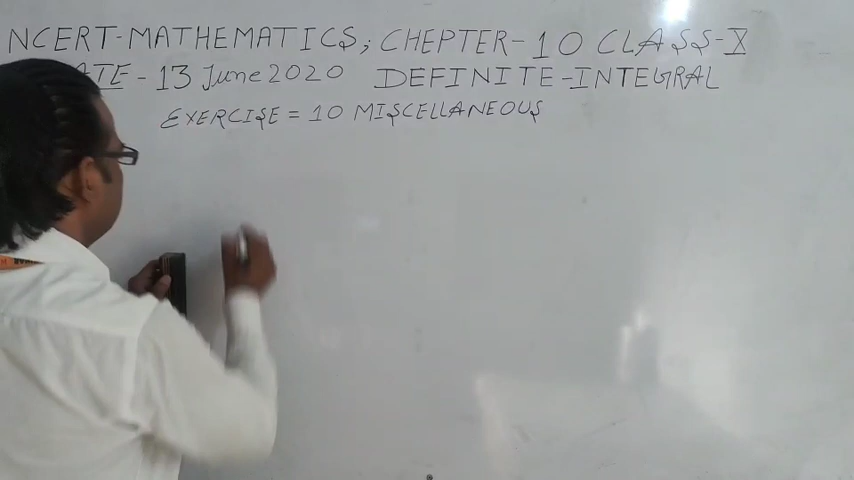 NCERT-MATHEMATICS; CHEPTER-10 CLASS-X
ATE - 13 June 2020 DEFINITE-INTEGRAL
EXERCISE = 10 MISCELLANEOUS